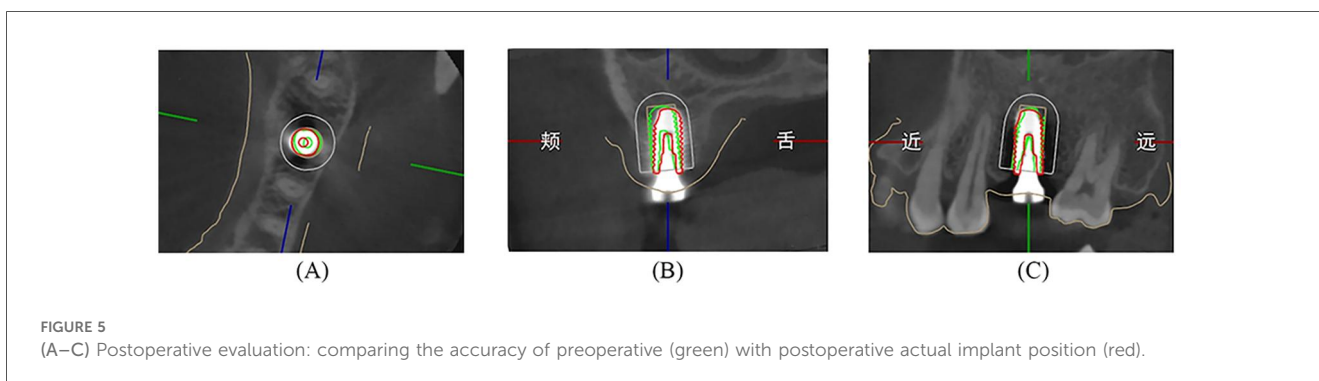 颊
舌
近
远
(A)
(B)
(C)
FIGURE 5
(A–C) Postoperative evaluation: comparing the accuracy of preoperative (green) with postoperative actual implant position (red).